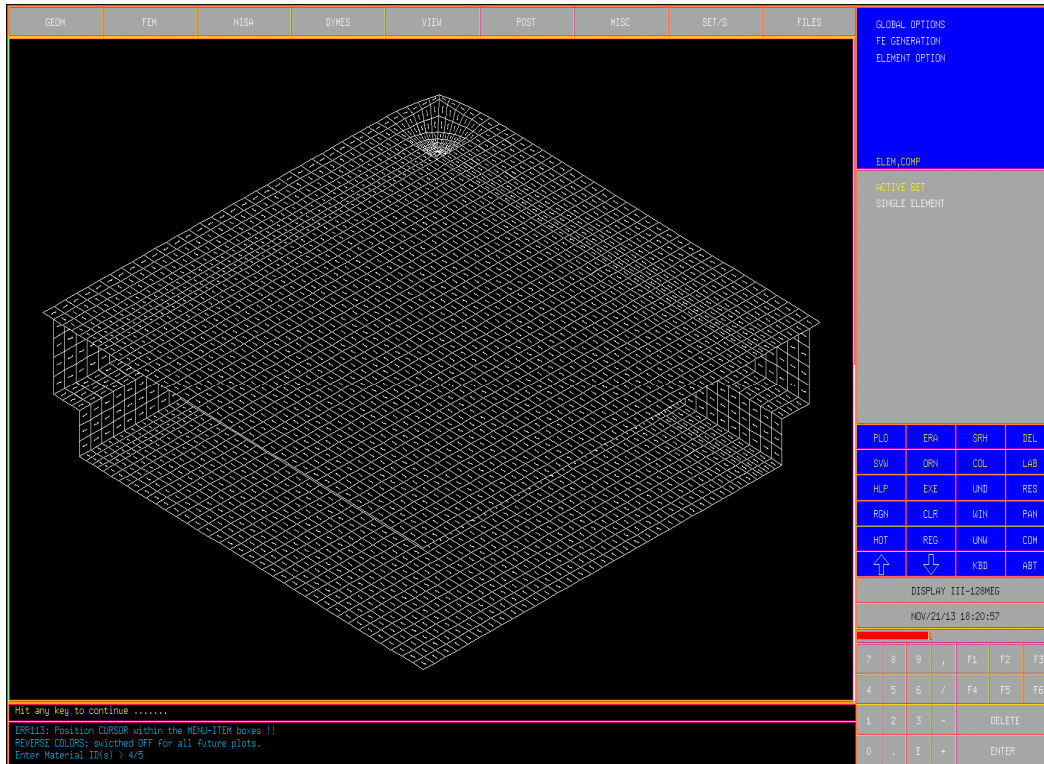 GEOM FEM NISA DYMES VIEW POST MISC SET/S FILES
GLOBAL OPTIONS
FE GENERATION
ELEMENT OPTION
ELEM,COMP
ACTIVE SET
SINGLE ELEMENT
PLO ERA SRH DEL
SVW DRN COL LAB
HLP EXE UND RES
RGN CLR WIN PAN
HOT REG UNW COM
KBD ABT
DISPLAY III-128MEG
NOV/21/13 18:20:57
7 8 9 , F1 F2 F3
4 5 6 / F4 F5 F6
1 2 3 - DELETE
0 . E + ENTER
Hit any key to continue .......
ERR113: Position CURSOR within the MENU-ITEM boxes !!
REVERSE COLORS: swicthed OFF for all future plots.
Enter Material ID(s) > 4/5